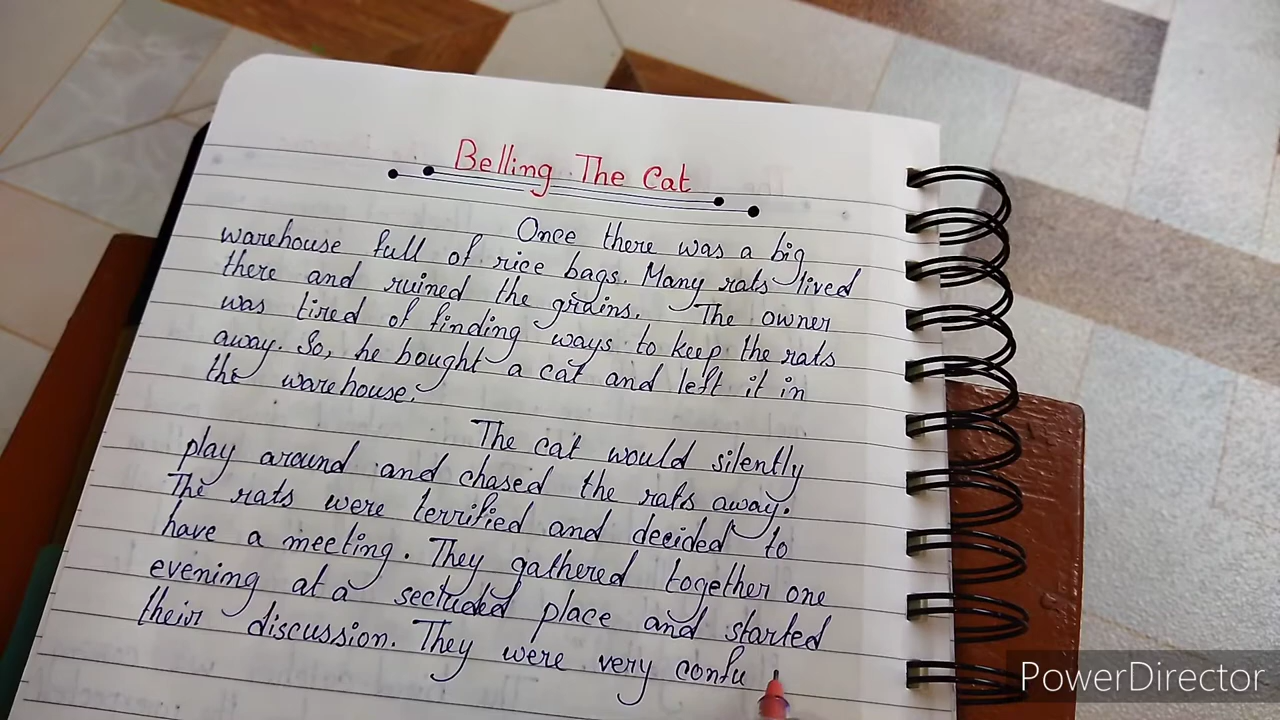 Belling The Cat
Once there was a big
warehouse full of rice bags. Many rats lived
there and ruined the grains. The owner
was tired of finding ways to keep the rats
away. So, he bought a cat and left it in
the warehouse.
The cat would silently
play around and chased the rats away.
The rats were terrified and decided to
have a meeting. They gathered together one
evening at a secluded place and started
their discussion. They were very confu
PowerDirector